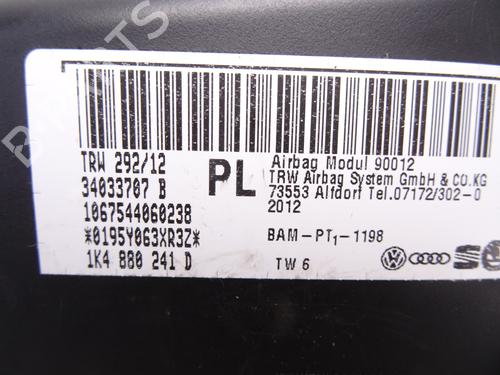 TRW 292/12
34033707 B
1067544060238
*0195Y063XR3Z*
1K4 880 241 D
PL
Airbag Modul 90012
TRW Airbag System GmbH & CO.KG
73553 Alfdorf Tel.07172/302-0
2012
BAM-PT1-1198
TW 6